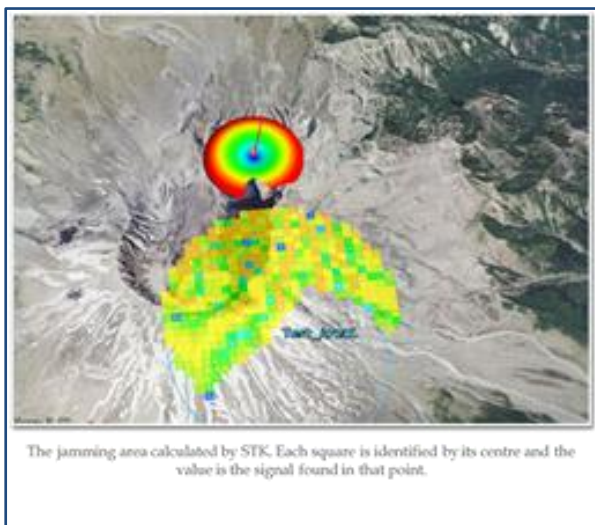 Test_Area1
The jamming area calculated by STK. Each square is identified by its centre and the
value is the signal found in that point.